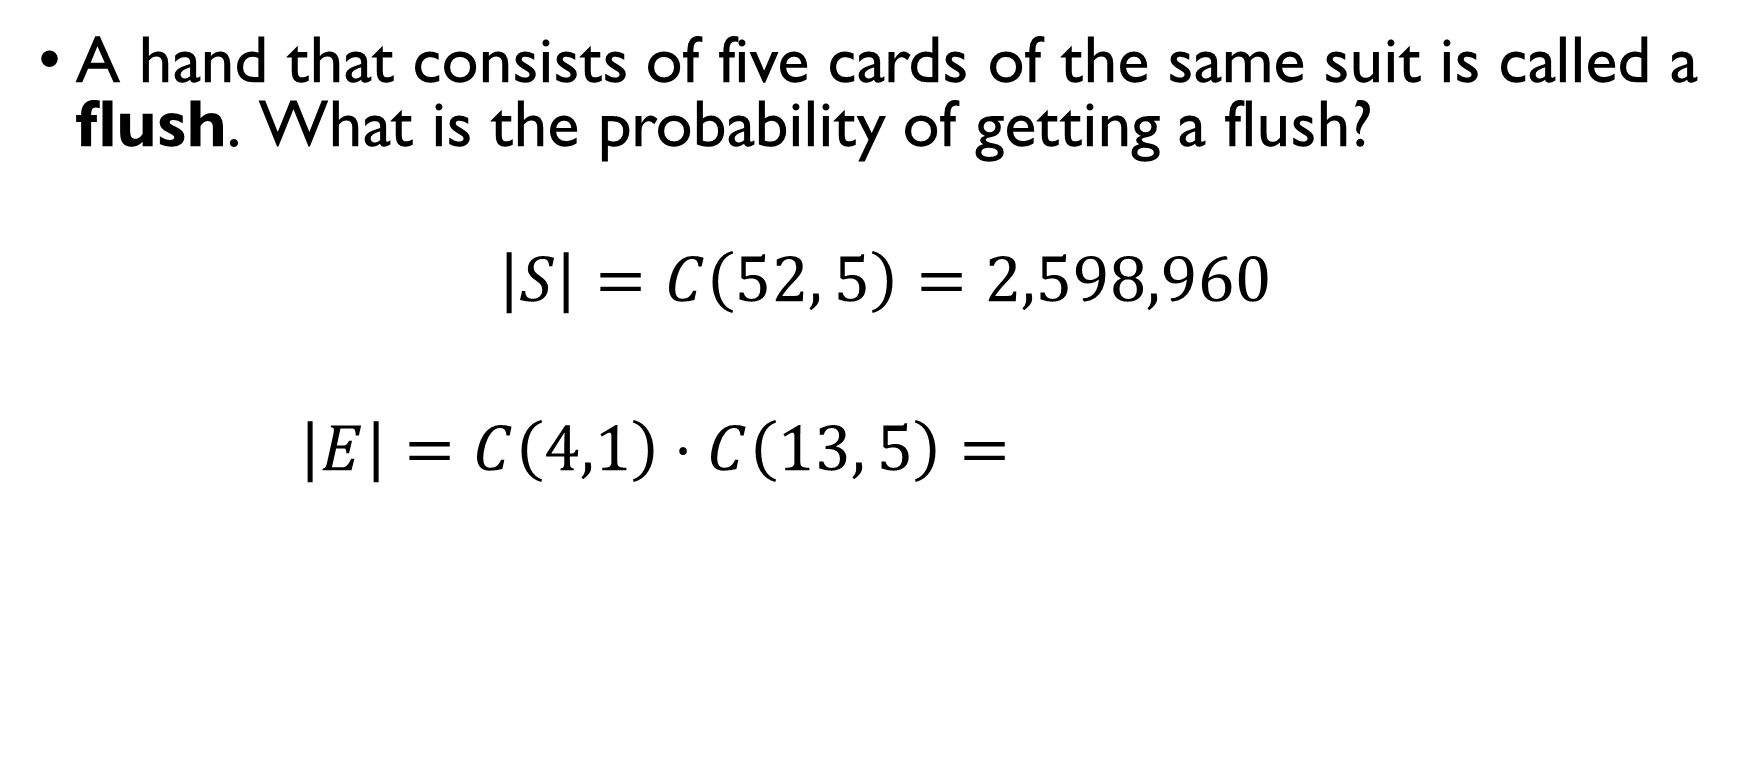 • A hand that consists of five cards of the same suit is called a
flush. What is the probability of getting a flush?
|S| = C(52, 5) = 2,598,960
|E| = C(4,1) · C(13, 5) =